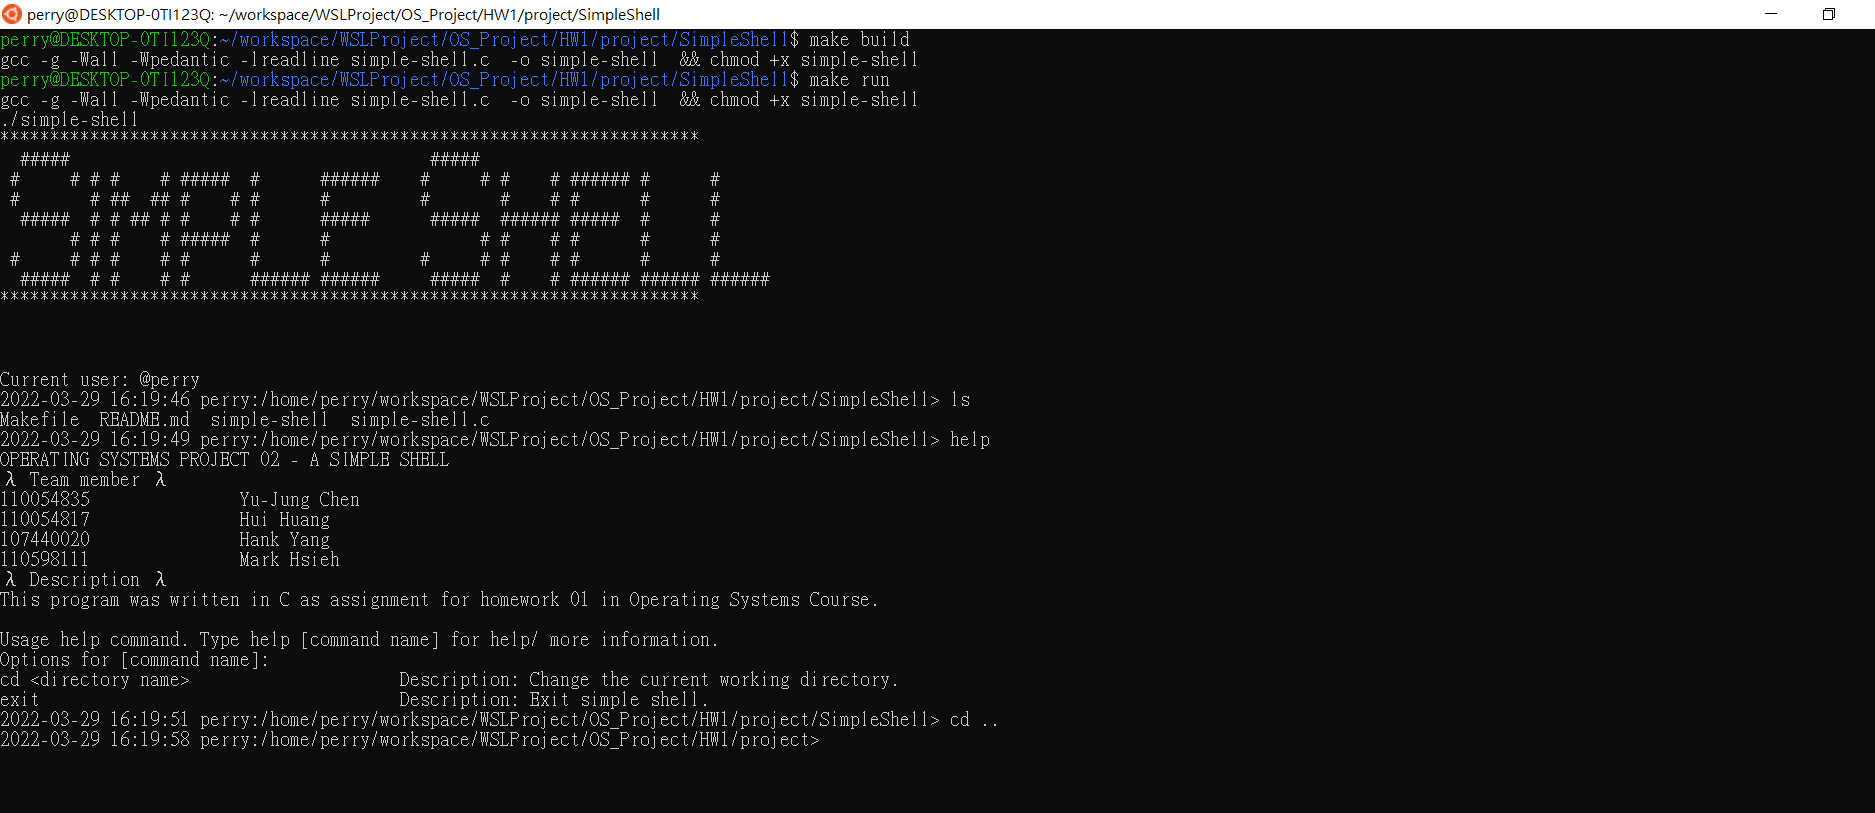 perry@DESKTOP-0TI123Q: ~/workspace/WSLProject/OS_Project/HW1/project/SimpleShell
perry@DESKTOP-0TI123Q:~/workspace/WSLProject/OS_Project/HW1/project/SimpleShell$ make build
gcc -g -Wall -Wpedantic -lreadline simple-shell.c  -o simple-shell  && chmod +x simple-shell
perry@DESKTOP-0TI123Q:~/workspace/WSLProject/OS_Project/HW1/project/SimpleShell$ make run
gcc -g -Wall -Wpedantic -lreadline simple-shell.c  -o simple-shell  && chmod +x simple-shell
./simple-shell
**********************************************************************
  #####                                    #####
 #     # # #    # #####  #      ######    #     # #    # ###### #      #
 #       # ##  ## #    # #      #         #       #    # #      #      #
  #####  # # ## # #    # #      #####      #####  ###### #####  #      #
       # # #    # #####  #      #               # #    # #      #      #
 #     # # #    # #      #      #         #     # #    # #      #      #
  #####  # #    # #      ###### ######     #####  #    # ###### ###### ######
**********************************************************************
Current user: @perry
2022-03-29 16:19:46 perry:/home/perry/workspace/WSLProject/OS_Project/HW1/project/SimpleShell> ls
Makefile  README.md  simple-shell  simple-shell.c
2022-03-29 16:19:49 perry:/home/perry/workspace/WSLProject/OS_Project/HW1/project/SimpleShell> help
OPERATING SYSTEMS PROJECT 02 - A SIMPLE SHELL
λ Team member λ
110054835               Yu-Jung Chen
110054817               Hui Huang
107440020               Hank Yang
110598111               Mark Hsieh
λ Description λ
This program was written in C as assignment for homework 01 in Operating Systems Course.
Usage help command. Type help [command name] for help/ more information.
Options for [command name]:
cd <directory name>                     Description: Change the current working directory.
exit                                    Description: Exit simple shell.
2022-03-29 16:19:51 perry:/home/perry/workspace/WSLProject/OS_Project/HW1/project/SimpleShell> cd ..
2022-03-29 16:19:58 perry:/home/perry/workspace/WSLProject/OS_Project/HW1/project>